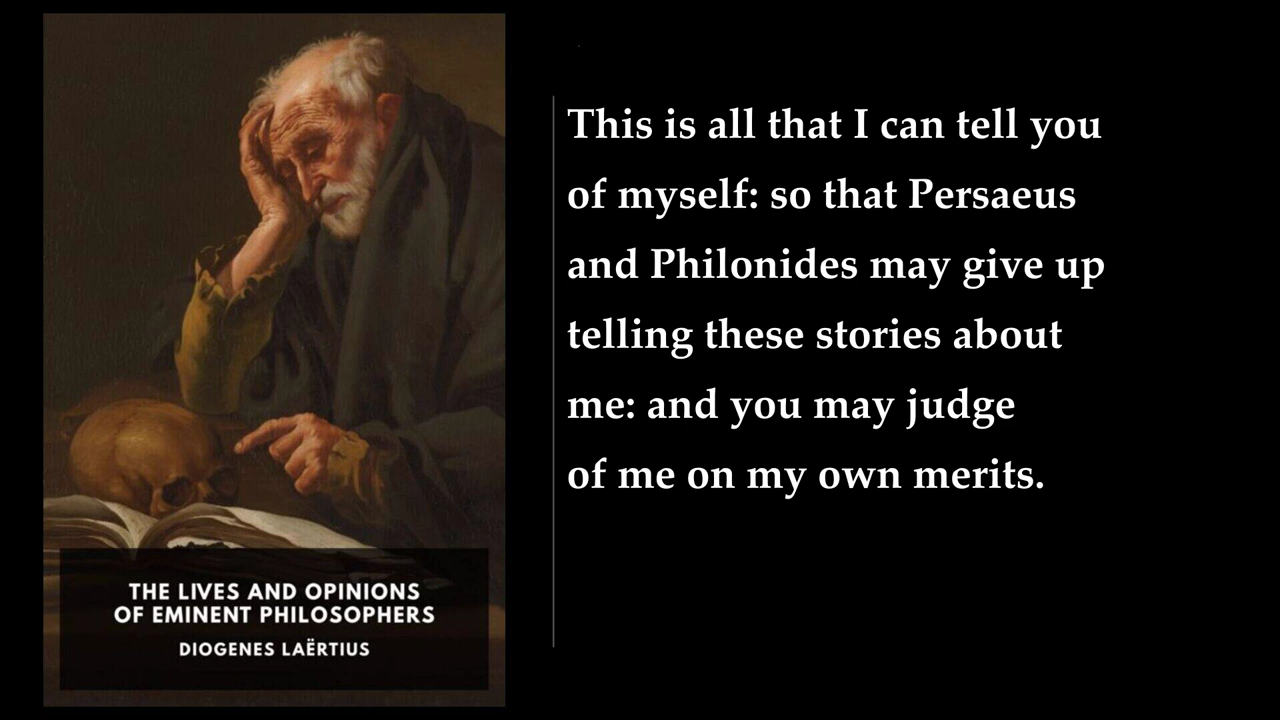 This is all that I can tell you
of myself: so that Persaeus
and Philonides may give up
telling these stories about
me: and you may judge
of me on my own merits.
THE LIVES AND OPINIONS
OF EMINENT PHILOSOPHERS
DIOGENES LAËRTIUS